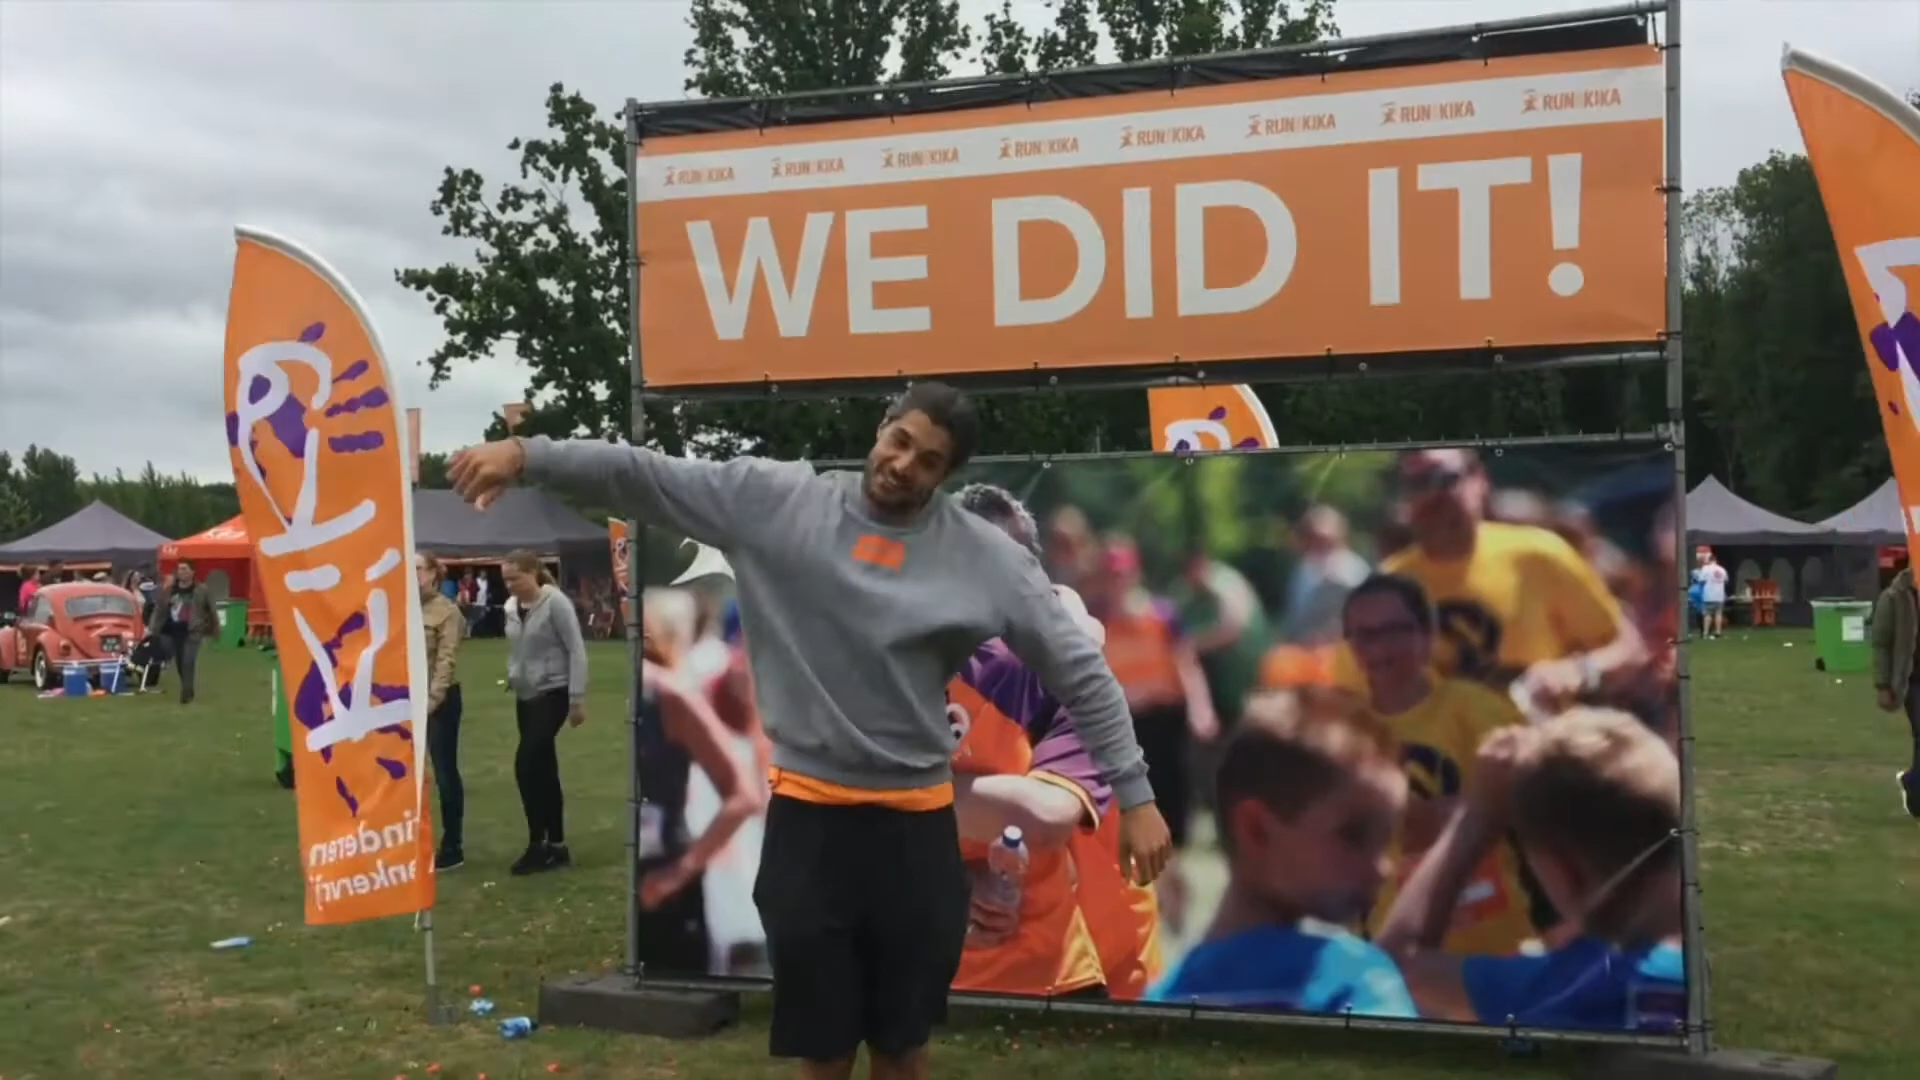 RUN KIKA RUN KIKA RUN KIKA RUN KIKA RUN KIKA RUN KIKA RUN KIKA RUN KIKA
WE DID IT!
KiKa
inderen
ankervrij